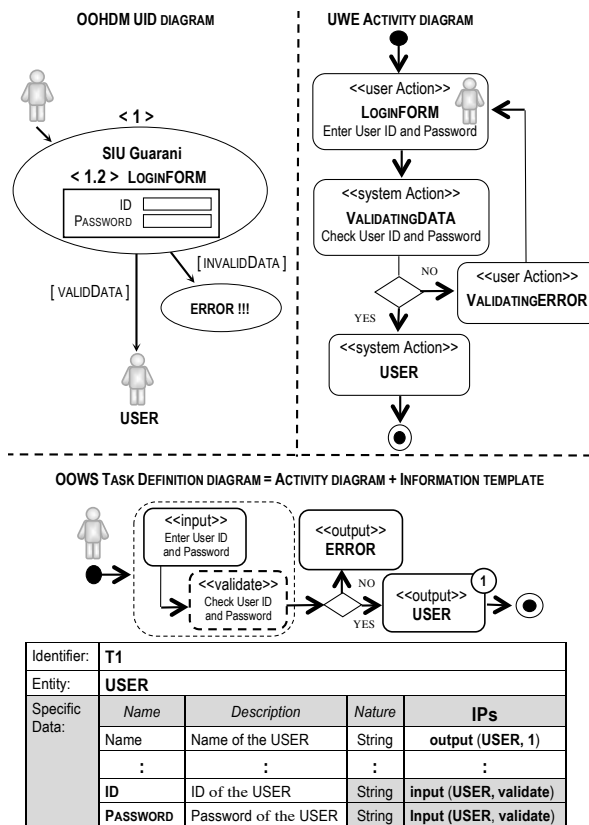 OOHDM UID DIAGRAM
< 1 >
SIU Guarani
< 1.2 > LOGINFORM
ID
PASSWORD
[ INVALIDDATA ]
[ VALIDDATA ]
ERROR !!!
USER
UWE ACTIVITY DIAGRAM
<<user Action>>
LOGINFORM
Enter User ID and Password
<<system Action>>
VALIDATINGDATA
Check User ID and Password
NO
<<user Action>>
VALIDATINGERROR
YES
<<system Action>>
USER
OOWS TASK DEFINITION DIAGRAM = ACTIVITY DIAGRAM + INFORMATION TEMPLATE
<<input>>
Enter User ID
and Password
<<validate>>
Check User ID
and Password
<<output>>
ERROR
NO
YES
1
<<output>>
USER
Identifier: T1
Entity: USER
Specific Data: Name Description Nature IPs
Name Name of the USER String output (USER, 1)
: : : :
ID ID of the USER String input (USER, validate)
PASSWORD Password of the USER String Input (USER, validate)